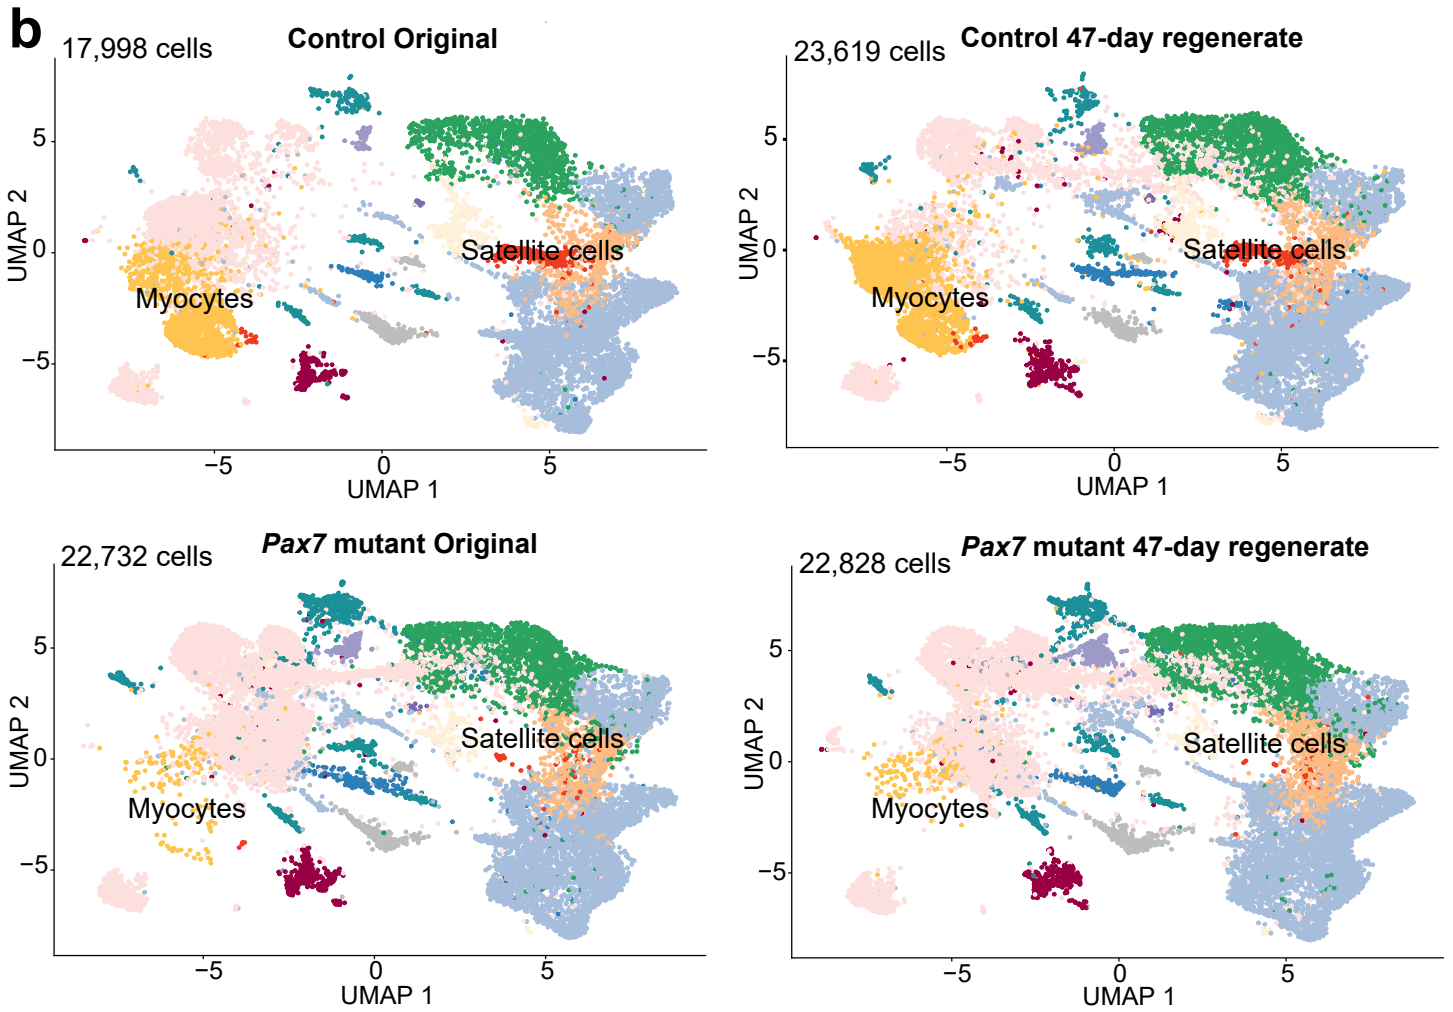 b
17,998 cells
Control Original
5
0
−5
UMAP 2
Satellite cells
Myocytes
−5
0
5
UMAP 1
23,619 cells
Control 47-day regenerate
5
0
−5
UMAP 2
Satellite cells
Myocytes
−5
0
5
UMAP 1
22,732 cells
Pax7 mutant Original
5
0
−5
UMAP 2
Satellite cells
Myocytes
−5
0
5
UMAP 1
22,828 cells
Pax7 mutant 47-day regenerate
5
0
−5
UMAP 2
Satellite cells
Myocytes
−5
0
5
UMAP 1